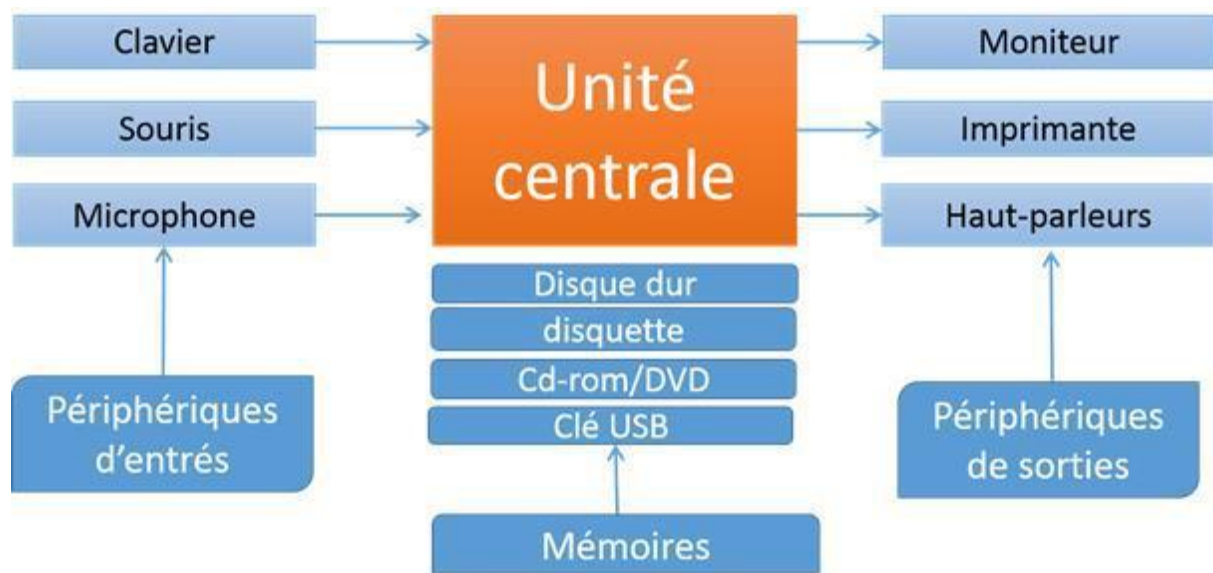 Clavier
Souris
Microphone
Périphériques
d'entrés
Unité
centrale
Disque dur
disquette
Cd-rom/DVD
Clé USB
Mémoires
Moniteur
Imprimante
Haut-parleurs
Périphériques
de sorties